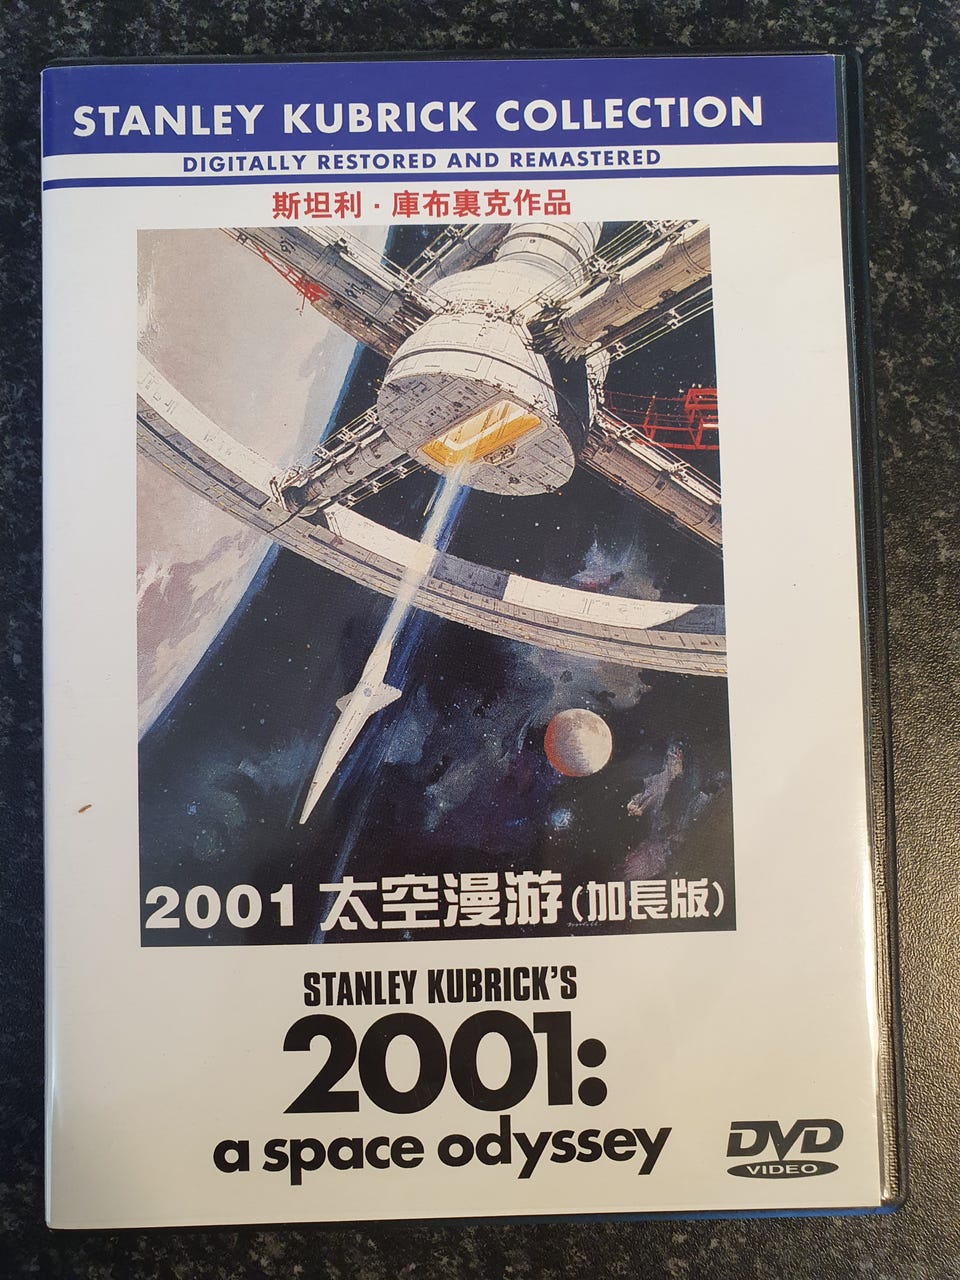 STANLEY KUBRICK COLLECTION
DIGITALLY RESTORED AND REMASTERED
斯坦利·庫布裏克作品
2001 太空漫游(加長版)
STANLEY KUBRICK'S
2001:
a space odyssey
DVD
VIDEO